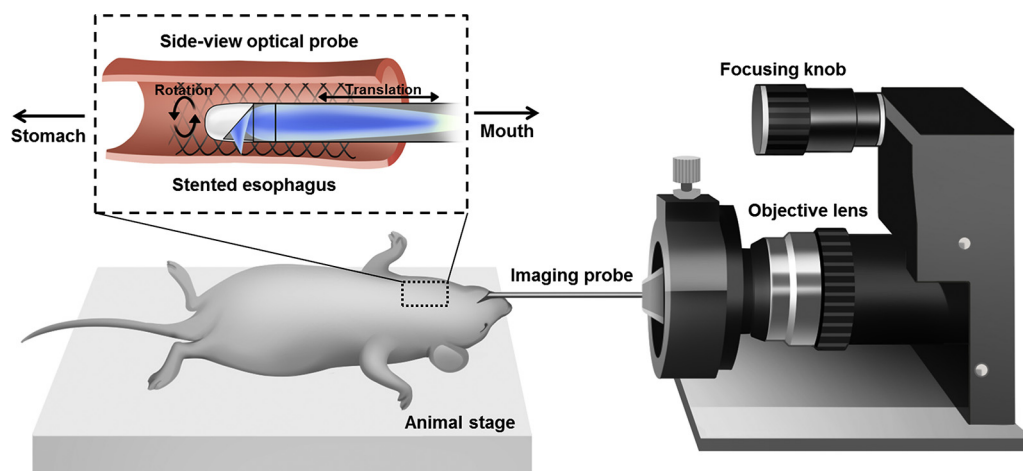 Side-view optical probe
Rotation
Translation
Stomach
Mouth
Stented esophagus
Focusing knob
Objective lens
Imaging probe
Animal stage